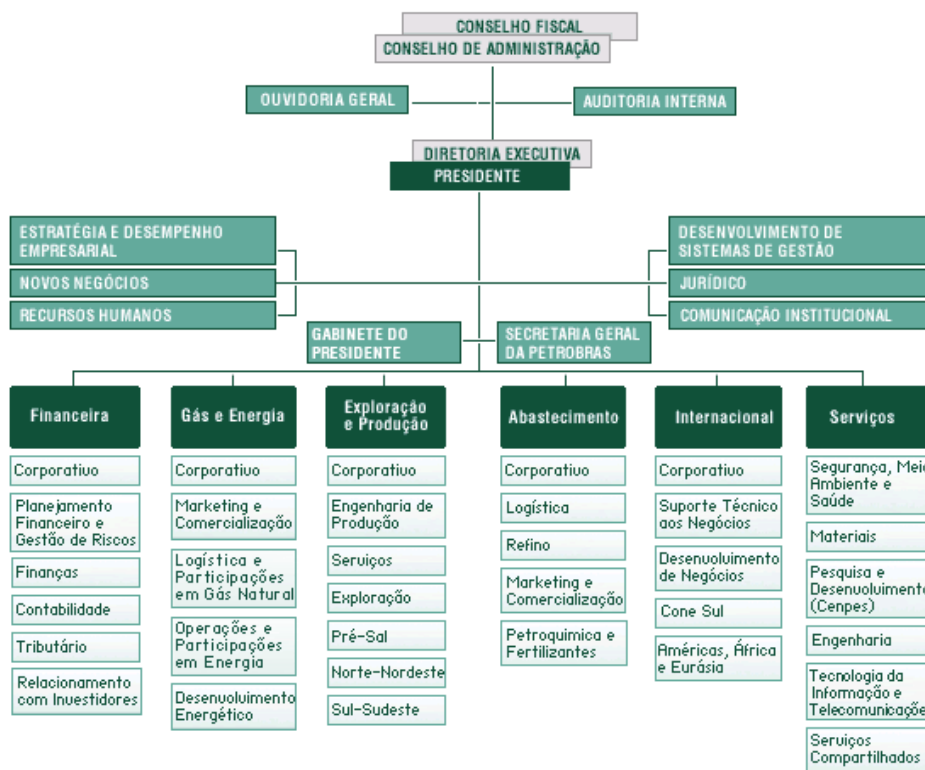 CONSELHO FISCAL
CONSELHO DE ADMINISTRAÇÃO
OUVIDORIA GERAL
AUDITORIA INTERNA
DIRETORIA EXECUTIVA
PRESIDENTE
ESTRATÉGIA E DESEMPENHO
EMPRESARIAL
NOVOS NEGÓCIOS
RECURSOS HUMANOS
DESENVOLVIMENTO DE
SISTEMAS DE GESTÃO
JURÍDICO
COMUNICAÇÃO INSTITUCIONAL
GABINETE DO
PRESIDENTE
SECRETARIA GERAL
DA PETROBRAS
Financeira
Corporativo
Planejamento
Financeiro e
Gestão de Riscos
Finanças
Contabilidade
Tributário
Relacionamento
com Investidores
Gás e Energia
Corporativo
Marketing e
Comercialização
Logística e
Participações
em Gás Natural
Operações e
Participações
em Energia
Desenvolvimento
Energético
Exploração
e Produção
Corporativo
Engenharia de
Produção
Serviços
Exploração
Pré-Sal
Norte-Nordeste
Sul-Sudeste
Abastecimento
Corporativo
Logística
Refino
Marketing e
Comercialização
Petroquimica e
Fertilizantes
Internacional
Corporativo
Suporte Técnico
aos Negócios
Desenvolvimento
de Negócios
Cone Sul
Américas, África
e Eurásia
Serviços
Segurança, Mei
Ambiente e
Saúde
Materiais
Pesquisa e
Desenvolvimento
(Cenpes)
Engenharia
Tecnologia da
Informação e
Telecomunicaçõe
Serviços
Compartilhados